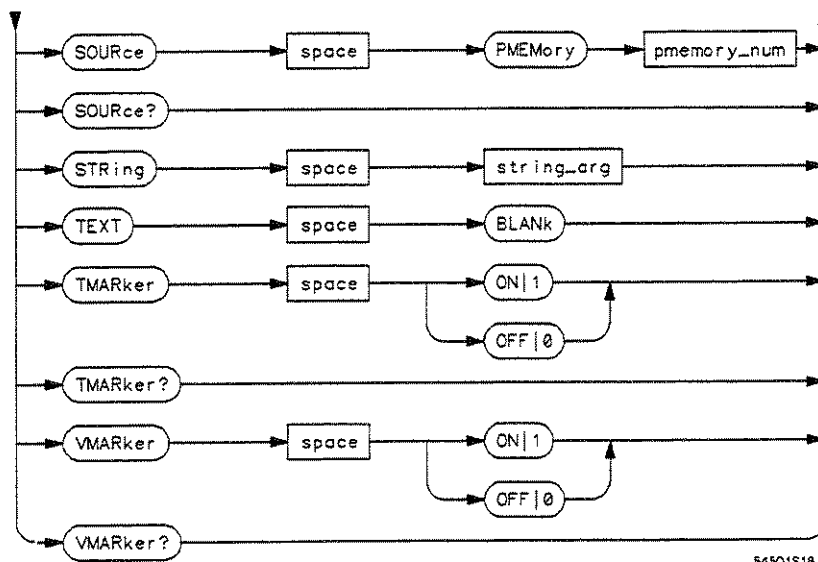 SOURce space PMEMory pmemory_num
SOURce?
STRing space string_arg
TEXT space BLANk
TMARker space ON|1
OFF|0
TMARker?
VMARker space ON|1
OFF|0
VMARker?
54501S18